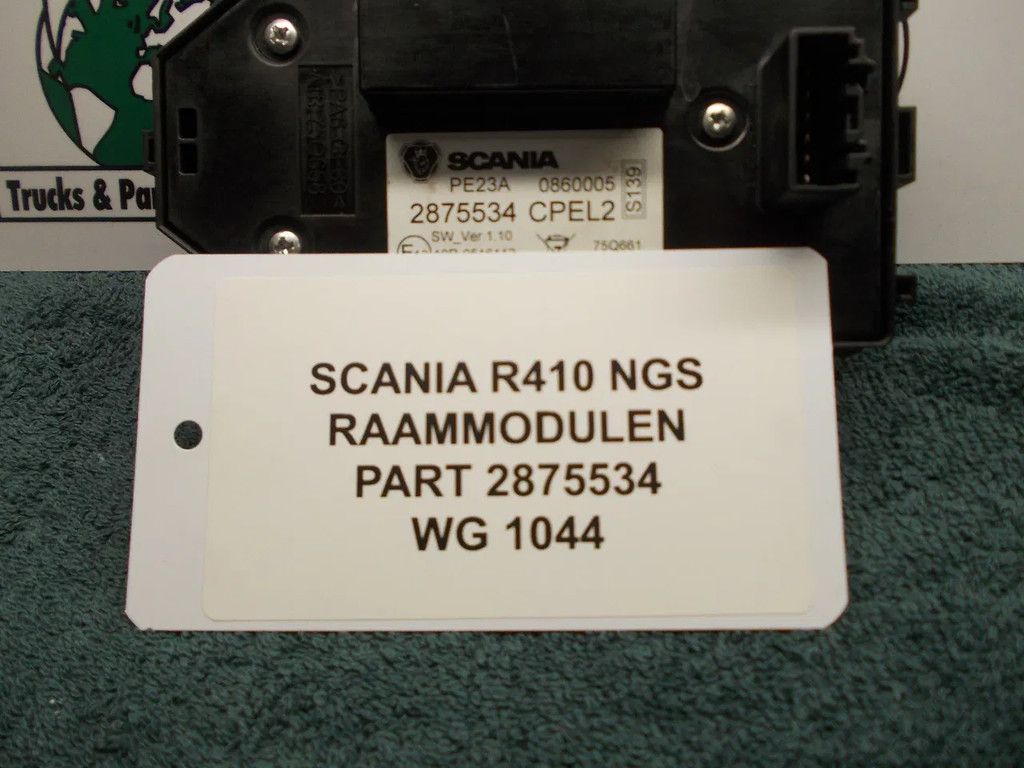 Trucks & Pa
SCANIA
PE23A 0860005
S139
2875534 CPEL2
SW_Ver.1.10
75Q661
SCANIA R410 NGS
RAAMMODULEN
PART 2875534
WG 1044